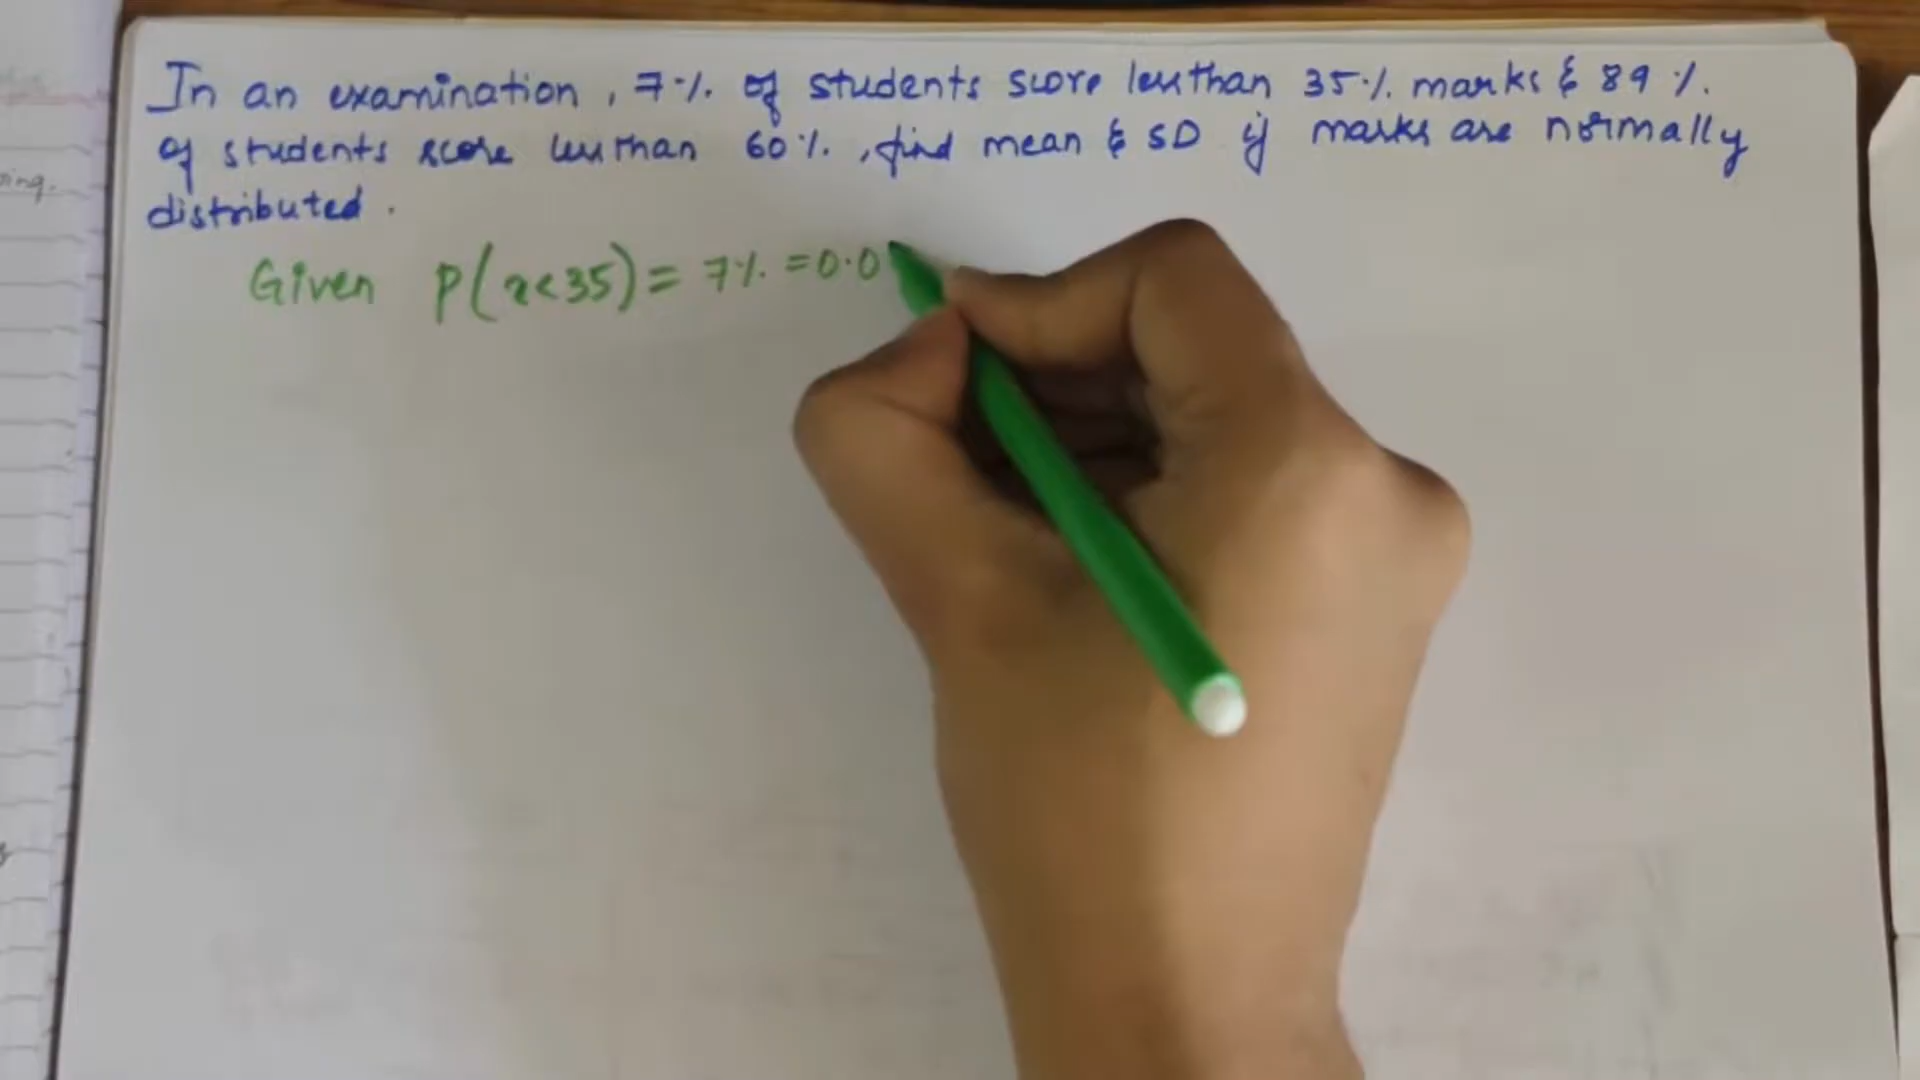 In an examination, 7% of students score less than 35% marks & 89%
of students score less than 60%, find mean & SD if marks are normally
distributed.
Given P(x<35) = 7% = 0.0